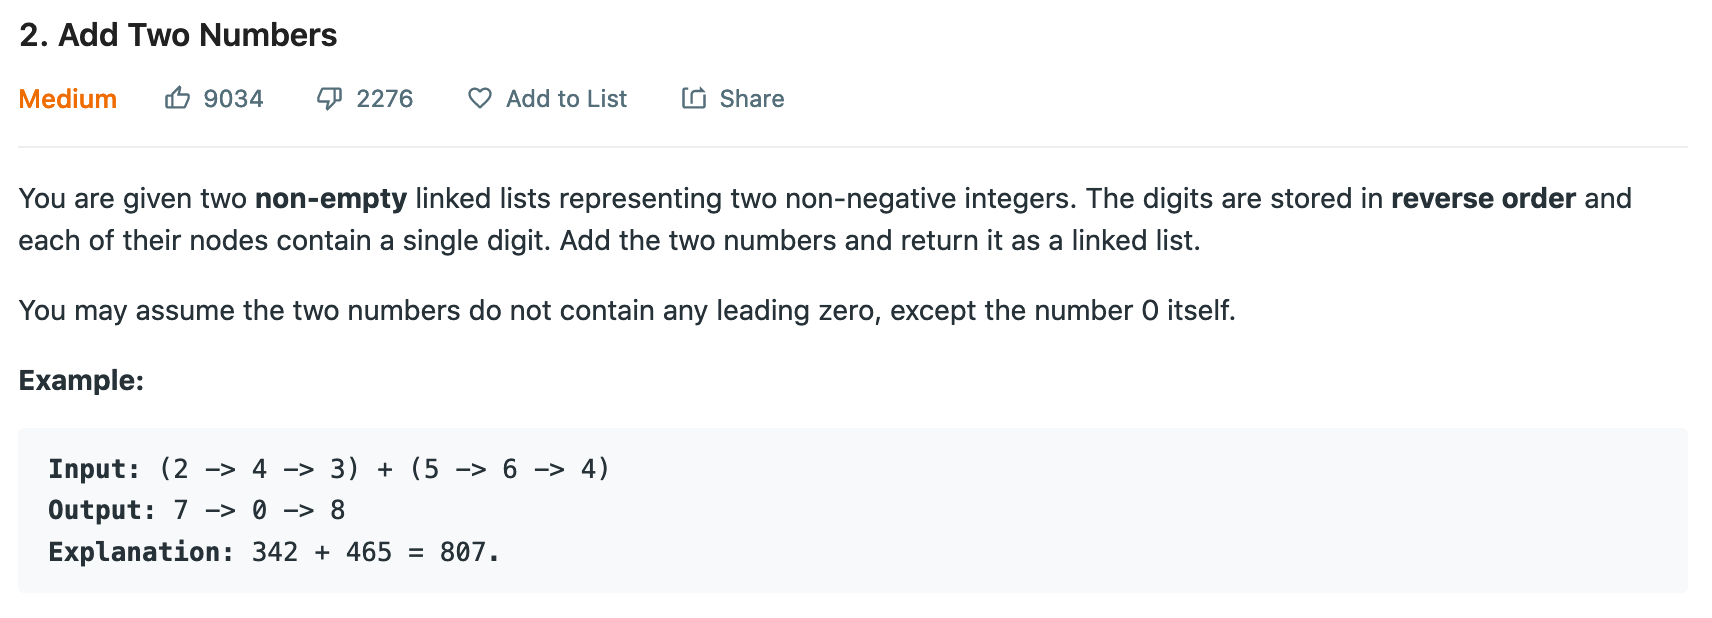 2. Add Two Numbers
Medium 9034 2276 Add to List Share
You are given two non-empty linked lists representing two non-negative integers. The digits are stored in reverse order and
each of their nodes contain a single digit. Add the two numbers and return it as a linked list.
You may assume the two numbers do not contain any leading zero, except the number 0 itself.
Example:
Input: (2 -> 4 -> 3) + (5 -> 6 -> 4)
Output: 7 -> 0 -> 8
Explanation: 342 + 465 = 807.